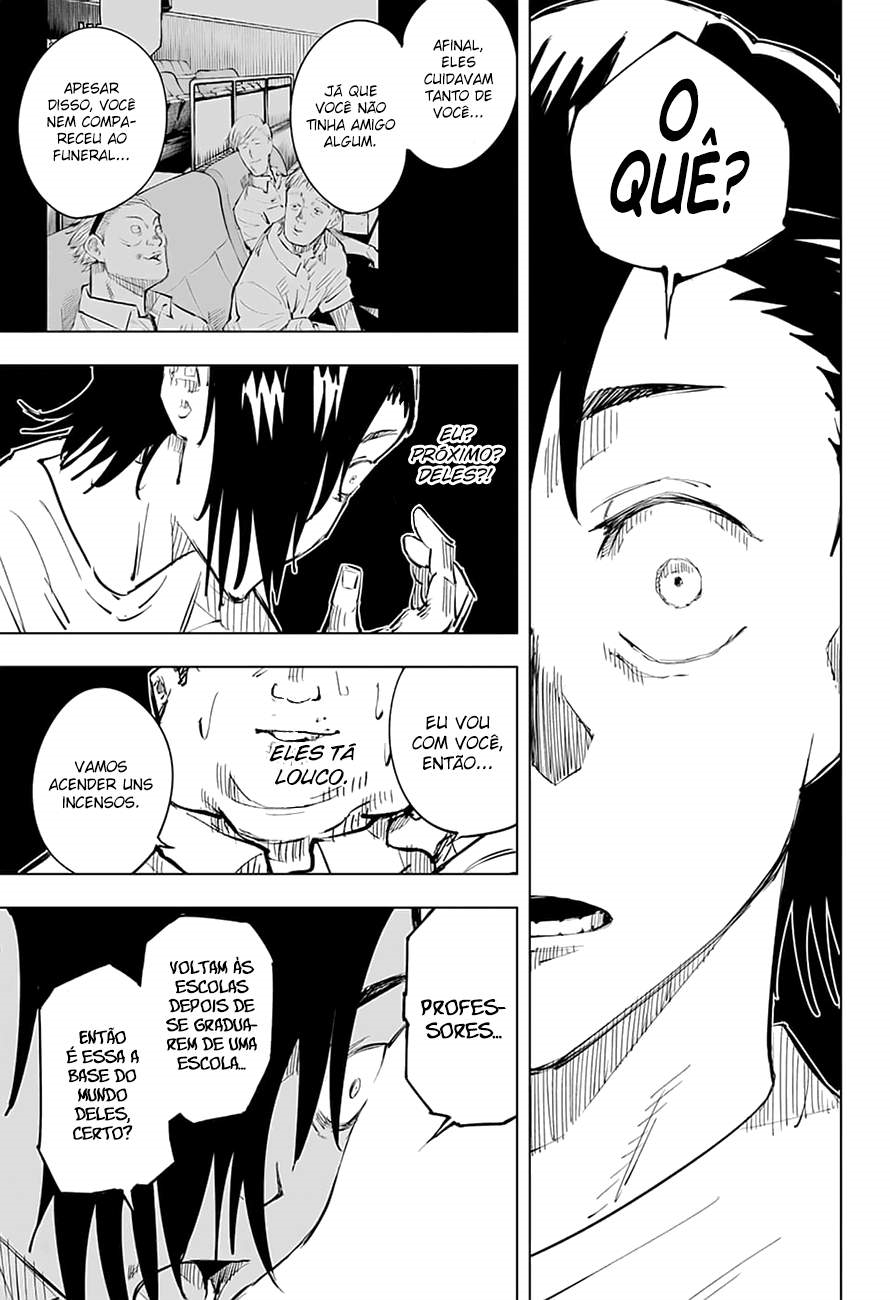 O
QUÊ?
AFINAL,
ELES
CUIDAVAM
TANTO DE
VOCÊ...
JÁ QUE
VOCÊ NÃO
TINHA AMIGO
ALGUM.
APESAR
DISSO, VOCÊ
NEM COMPA-
RECEU AO
FUNERAL...
EU?
PRÓXIMO?
DELES?!
EU VOU
COM VOCÊ,
ENTÃO...
ELES TÁ
LOUCO.
VAMOS
ACENDER UNS
INCENSOS.
PROFES-
SORES...
VOLTAM ÀS
ESCOLAS
DEPOIS DE
SE GRADUA-
REM DE UMA
ESCOLA...
ENTÃO
É ESSA A
BASE DO
MUNDO
DELES,
CERTO?